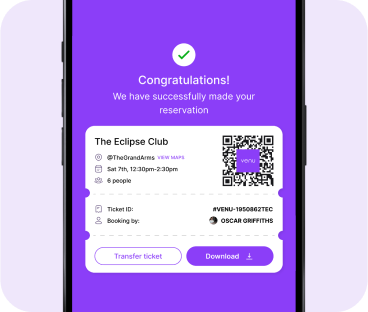 Congratulations!
We have successfully made your
reservation
The Eclipse Club
@TheGrandArms VIEW MAPS
Sat 7th, 12:30pm-2:30pm
6 people
venu
Ticket ID: #VENU-1950862TEC
Booking by: OSCAR GRIFFITHS
Transfer ticket
Download